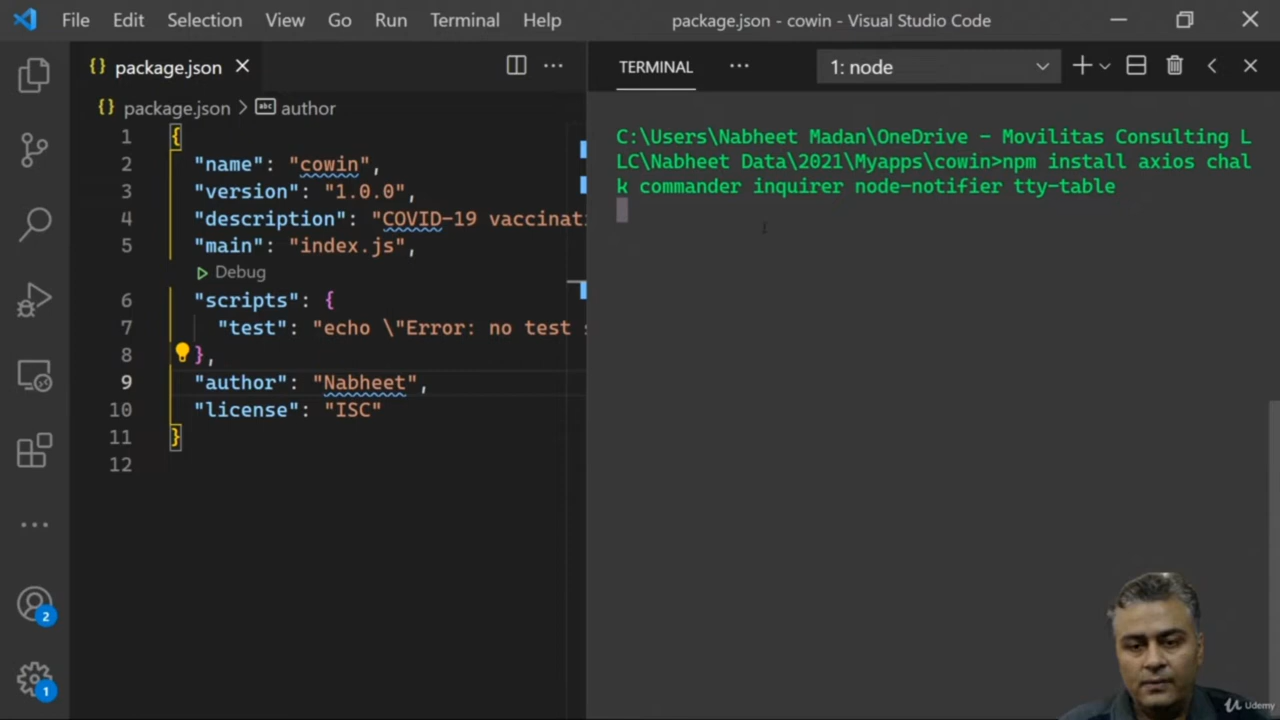 File Edit Selection View Go Run Terminal Help
package.json - cowin - Visual Studio Code
{} package.json
TERMINAL
1: node
{} package.json > abc author
1 {
2 "name": "cowin",
3 "version": "1.0.0",
4 "description": "COVID-19 vaccinati
5 "main": "index.js",
Debug
6 "scripts": {
7 "test": "echo \"Error: no test s
8 },
9 "author": "Nabheet",
10 "license": "ISC"
11 }
12
C:\Users\Nabheet Madan\OneDrive - Movilitas Consulting L
LC\Nabheet Data\2021\Myapps\cowin>npm install axios chal
k commander inquirer node-notifier tty-table
2
1
Udemy